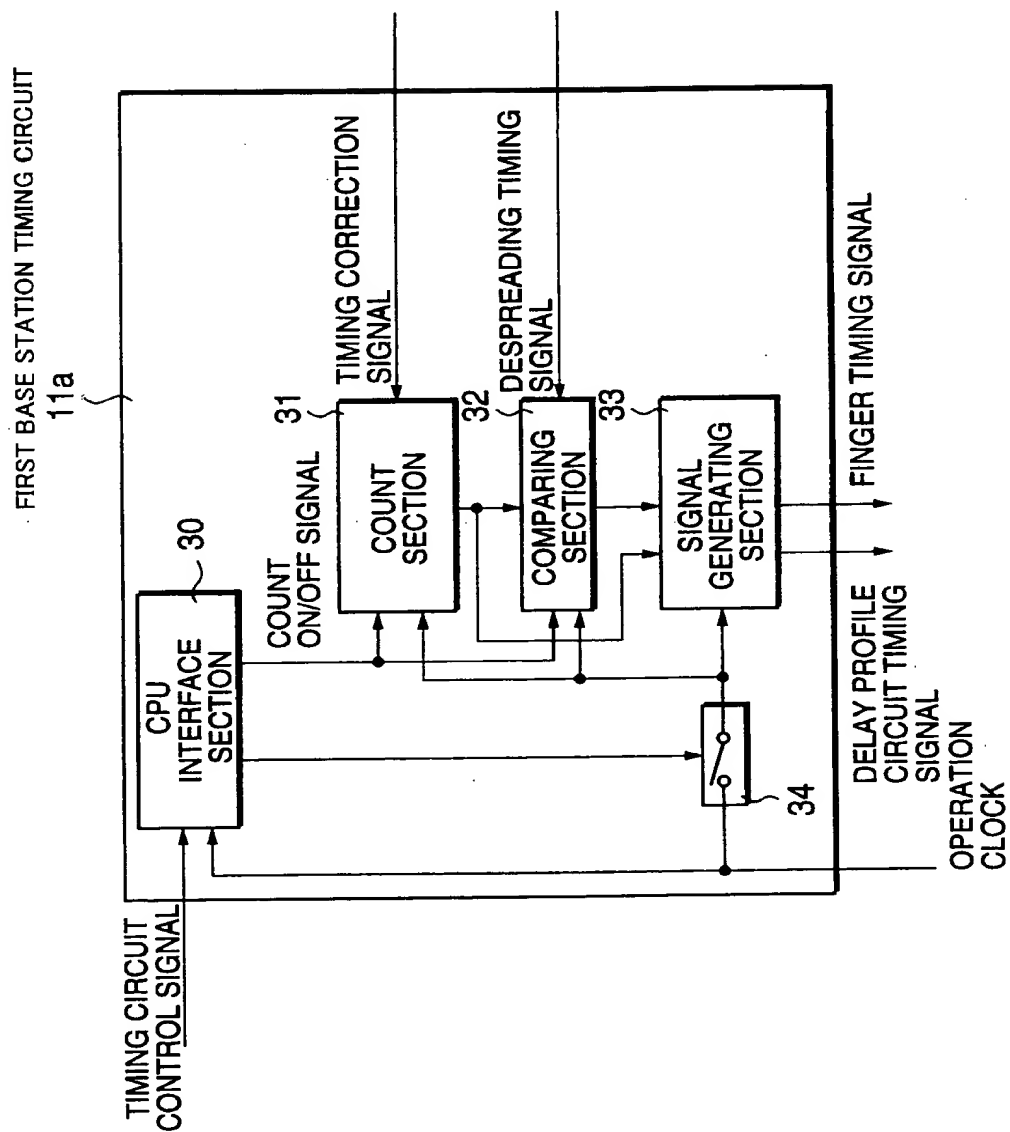 FIRST BASE STATION TIMING CIRCUIT
11a
TIMING CIRCUIT
CONTROL SIGNAL
CPU
INTERFACE
SECTION
30
COUNT
ON/OFF SIGNAL
31
COUNT
SECTION
TIMING CORRECTION
SIGNAL
32
COMPARING
SECTION
DESPREADING TIMING
SIGNAL
33
SIGNAL
GENERATING
SECTION
34
DELAY PROFILE
CIRCUIT TIMING
SIGNAL
FINGER TIMING SIGNAL
OPERATION
CLOCK